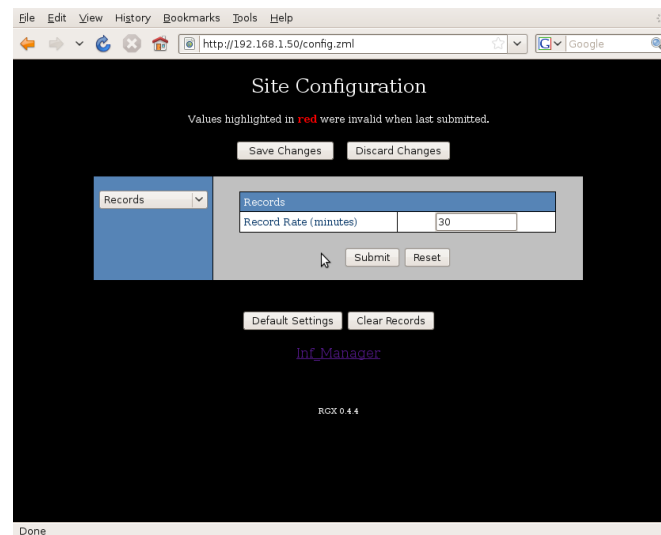 File Edit View History Bookmarks Tools Help
http://192.168.1.50/config.zml G Google
Site Configuration
Values highlighted in red were invalid when last submitted.
Save Changes Discard Changes
Records
Records
Record Rate (minutes) 30
Submit Reset
Default Settings Clear Records
Inf_Manager
RGX 0.4.4
Done